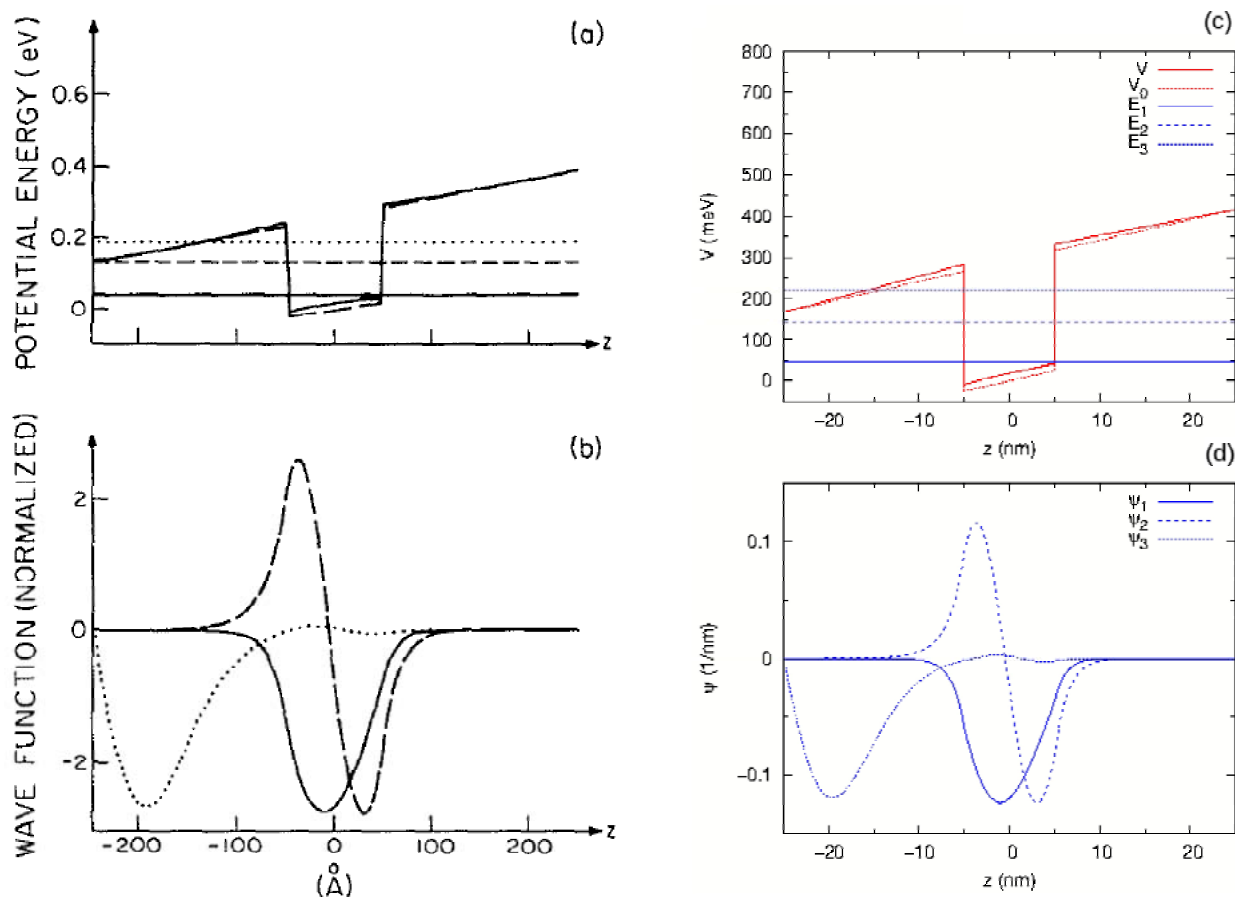 (a)
POTENTIAL ENERGY (eV)
0.6
0.4
0.2
0
z
(b)
WAVE FUNCTION (NORMALIZED)
2
0
-2
z
-200 -100 0 100 200
(Å)
(c)
V (meV)
800
700
600
500
400
300
200
100
0
V
V₀
E₁
E₂
E₃
−20 −10 0 10 20
z (nm)
(d)
ψ (1/nm)
0.1
0
−0.1
ψ₁
ψ₂
ψ₃
−20 −10 0 10 20
z (nm)